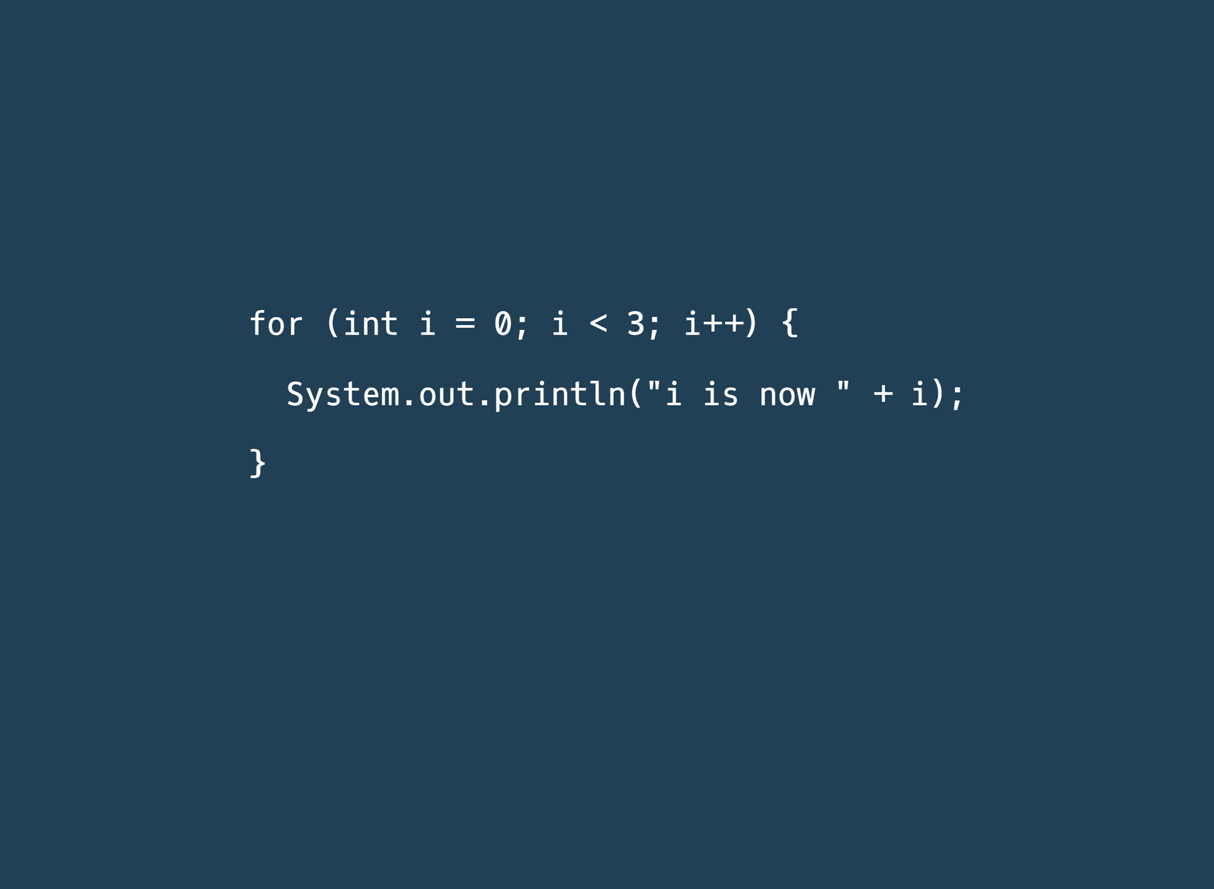 for (int i = 0; i < 3; i++) {
  System.out.println("i is now " + i);
}